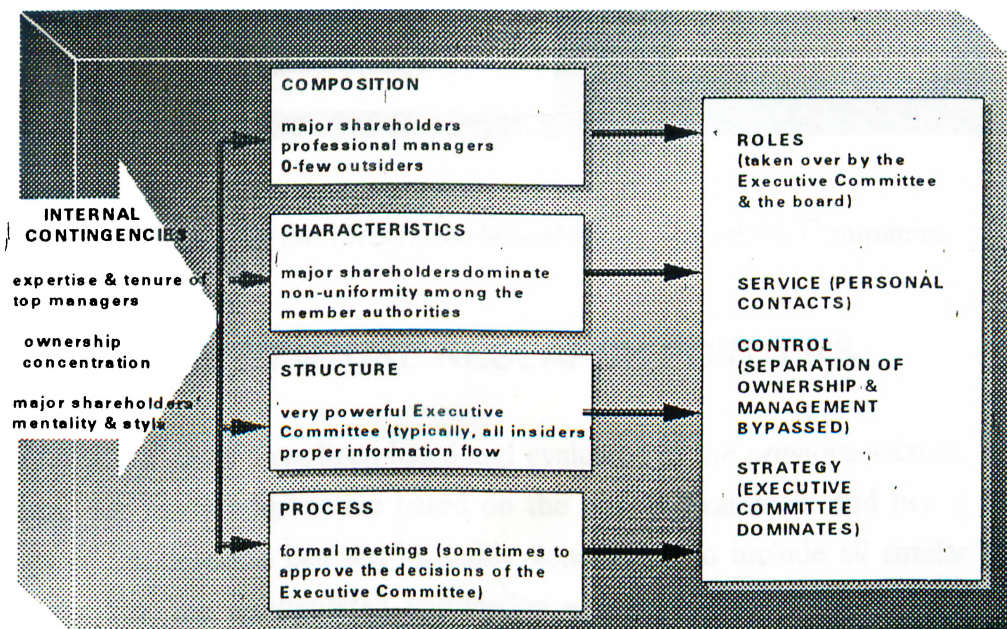 INTERNAL
CONTINGENCIES
expertise & tenure of
top managers
ownership
concentration
major shareholders'
mentality & style
COMPOSITION
major shareholders
professional managers
0-few outsiders
CHARACTERISTICS
major shareholdersdominate
non-uniformity among the
member authorities
STRUCTURE
very powerful Executive
Committee (typically, all insiders
proper information flow
PROCESS
formal meetings (sometimes to
approve the decisions of the
Executive Committee)
ROLES
(taken over by the
Executive Committee
& the board)
SERVICE (PERSONAL
CONTACTS)
CONTROL
(SEPARATION OF
OWNERSHIP &
MANAGEMENT
BYPASSED)
STRATEGY
(EXECUTIVE
COMMITTEE
DOMINATES)